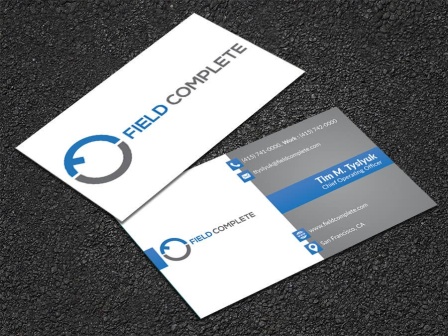 FIELD COMPLETE
(415) 741-0000, Work: (415) 742-0000
ttyslyuk@fieldcomplete.com
Tim M. Tyslyuk
Chief Operating Officer
FIELD COMPLETE
www.fieldcomplete.com
San Francisco, CA